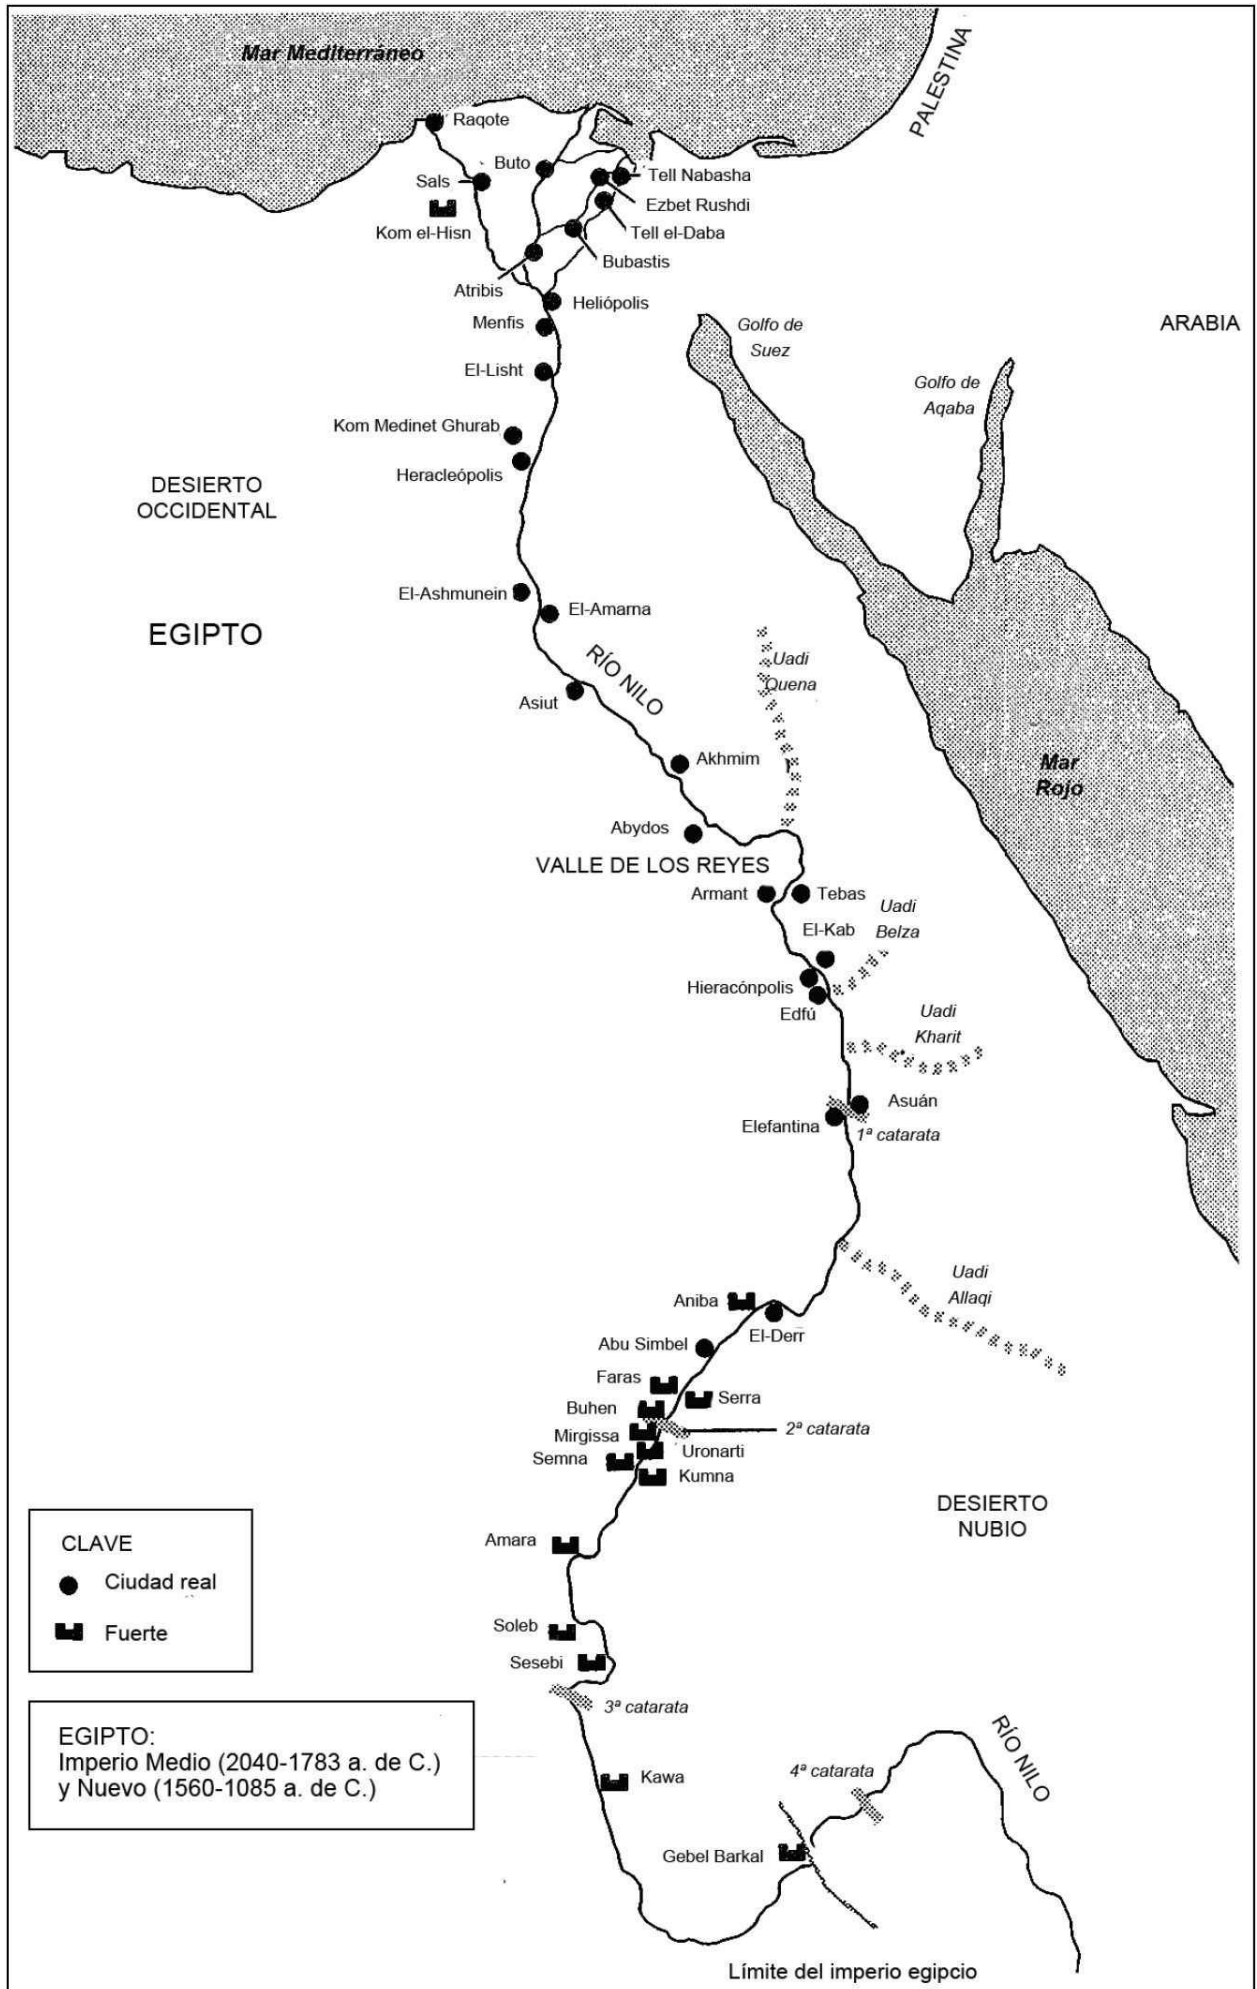 Mar Mediterráneo
PALESTINA
Raqote
Buto
Sals
Tell Nabasha
Ezbet Rushdi
Kom el-Hisn
Tell el-Daba
Bubastis
Atribis
Heliópolis
Menfis
Golfo de
Suez
ARABIA
El-Lisht
Golfo de
Aqaba
Kom Medinet Ghurab
Heracleópolis
DESIERTO
OCCIDENTAL
El-Ashmunein
El-Amarna
EGIPTO
RÍO NILO
Uadi
Quena
Asiut
Akhmim
Mar
Rojo
Abydos
VALLE DE LOS REYES
Armant
Tebas
Uadi
Belza
El-Kab
Hieracónpolis
Edfú
Uadi
Kharit
Asuán
Elefantina
1ª catarata
Uadi
Allaqi
Aniba
El-Derr
Abu Simbel
Faras
Serra
Buhen
Mirgissa
2ª catarata
Uronarti
Semna
Kumna
DESIERTO
NUBIO
Amara
CLAVE
Ciudad real
Fuerte
Soleb
Sesebi
3ª catarata
EGIPTO:
Imperio Medio (2040-1783 a. de C.)
y Nuevo (1560-1085 a. de C.)
RÍO NILO
4ª catarata
Kawa
Gebel Barkal
Límite del imperio egipcio